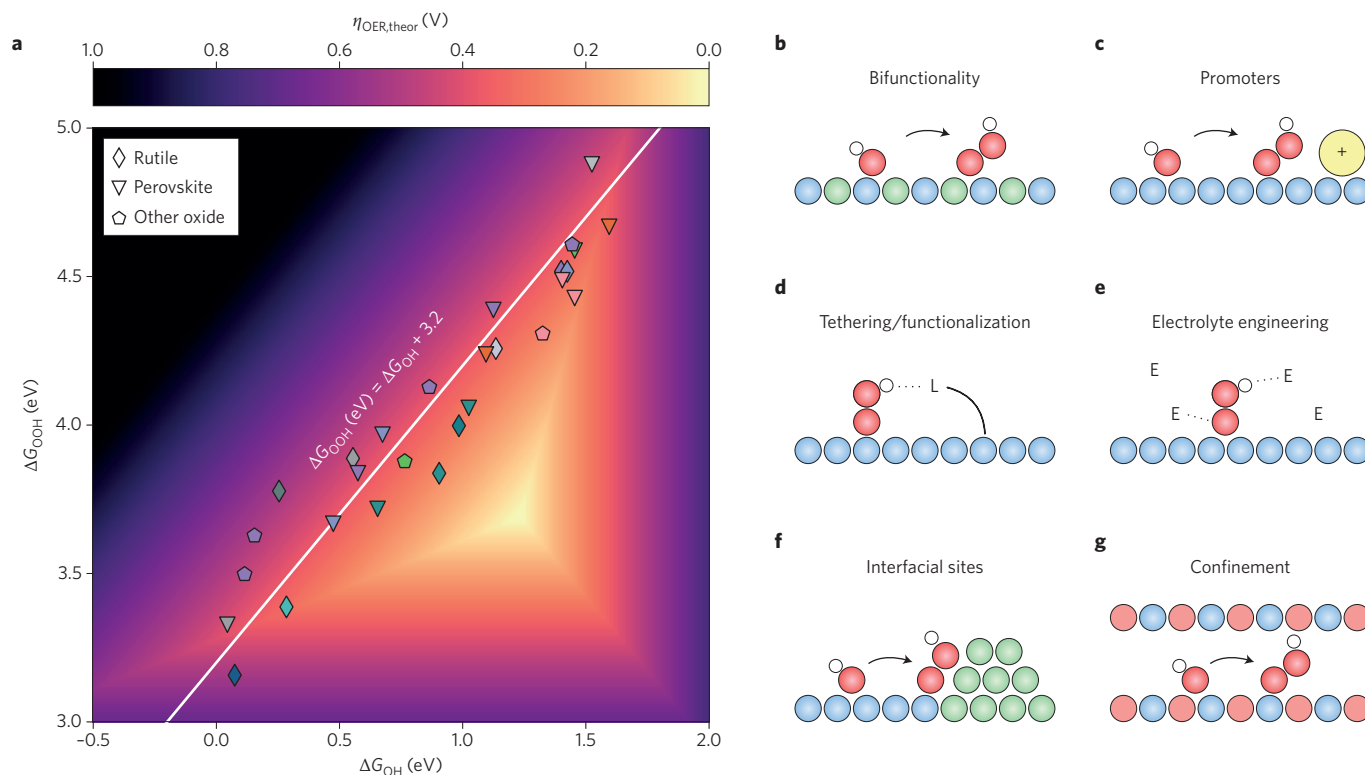 a
η_OER,theor (V)
1.0 0.8 0.6 0.4 0.2 0.0
5.0
4.5
4.0
3.5
3.0
ΔG_OOH (eV)
Rutile
Perovskite
Other oxide
ΔG_OOH (eV) = ΔG_OH + 3.2
–0.5 0.0 0.5 1.0 1.5 2.0
ΔG_OH (eV)
b
Bifunctionality
c
Promoters
+
d
Tethering/functionalization
L
e
Electrolyte engineering
E
E
E
E
f
Interfacial sites
g
Confinement